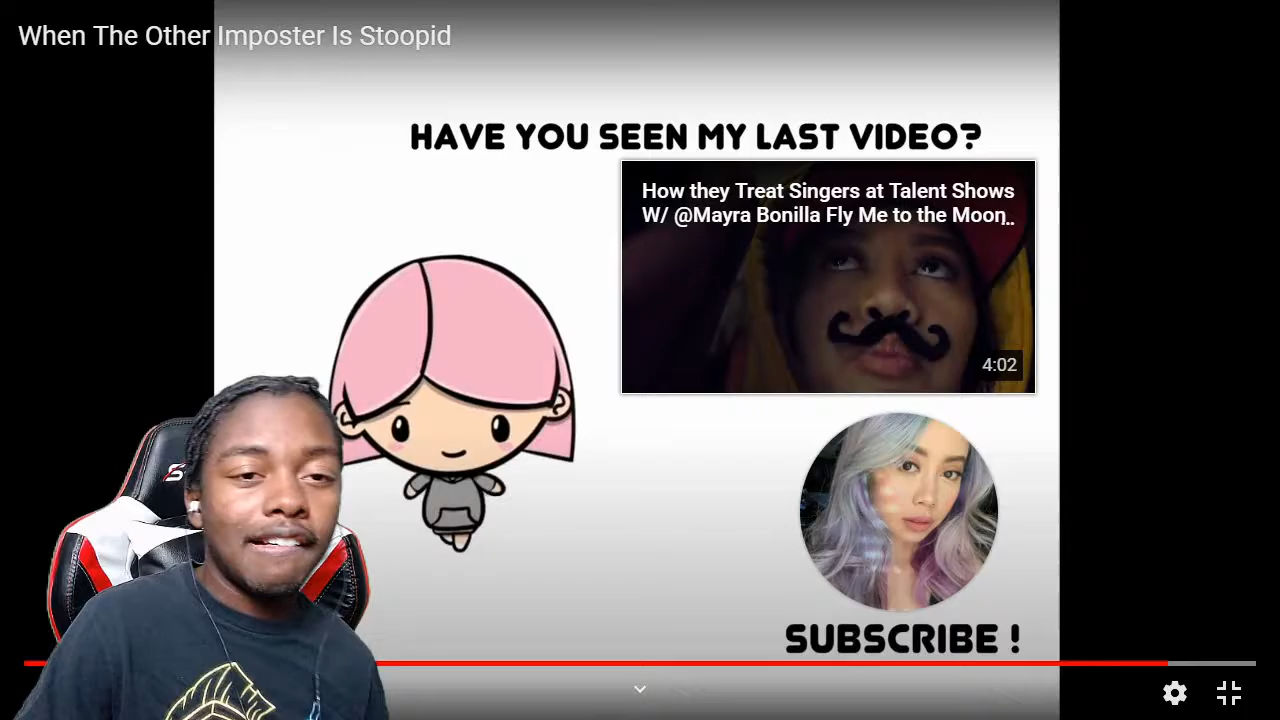 When The Other Imposter Is Stoopid
HAVE YOU SEEN MY LAST VIDEO?
How they Treat Singers at Talent Shows
W/ @Mayra Bonilla Fly Me to the Moon..
4:02
S
SUBSCRIBE !